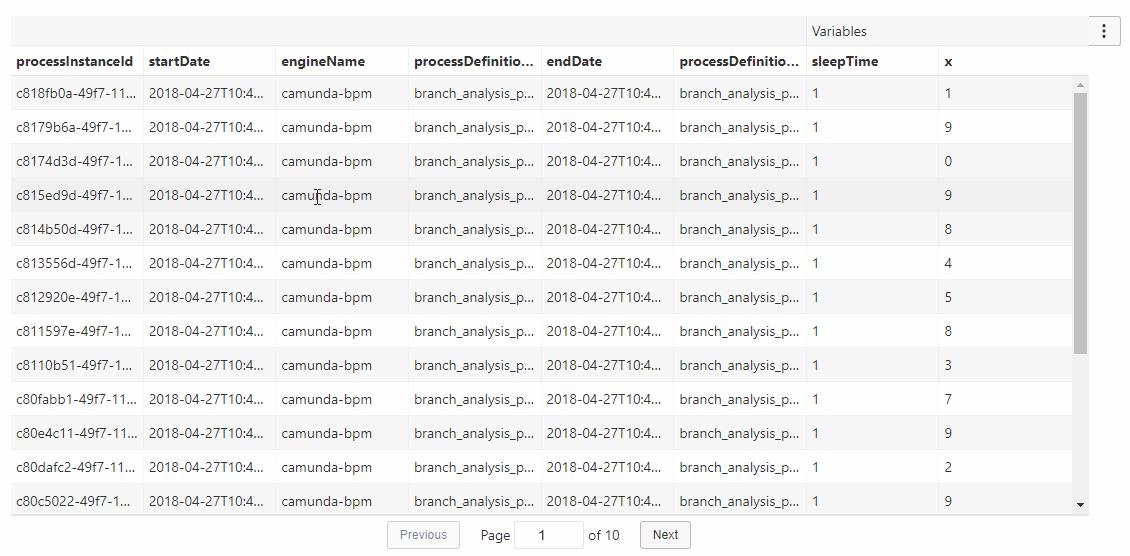 Variables
processInstanceId startDate engineName processDefinitio... endDate processDefinitio... sleepTime x
c818fb0a-49f7-11... 2018-04-27T10:4... camunda-bpm branch_analysis_p... 2018-04-27T10:4... branch_analysis_p... 1 1
c8179b6a-49f7-1... 2018-04-27T10:4... camunda-bpm branch_analysis_p... 2018-04-27T10:4... branch_analysis_p... 1 9
c8174d3d-49f7-1... 2018-04-27T10:4... camunda-bpm branch_analysis_p... 2018-04-27T10:4... branch_analysis_p... 1 0
c815ed9d-49f7-1... 2018-04-27T10:4... camunda-bpm branch_analysis_p... 2018-04-27T10:4... branch_analysis_p... 1 9
c814b50d-49f7-1... 2018-04-27T10:4... camunda-bpm branch_analysis_p... 2018-04-27T10:4... branch_analysis_p... 1 8
c813556d-49f7-1... 2018-04-27T10:4... camunda-bpm branch_analysis_p... 2018-04-27T10:4... branch_analysis_p... 1 4
c812920e-49f7-1... 2018-04-27T10:4... camunda-bpm branch_analysis_p... 2018-04-27T10:4... branch_analysis_p... 1 5
c811597e-49f7-1... 2018-04-27T10:4... camunda-bpm branch_analysis_p... 2018-04-27T10:4... branch_analysis_p... 1 8
c8110b51-49f7-1... 2018-04-27T10:4... camunda-bpm branch_analysis_p... 2018-04-27T10:4... branch_analysis_p... 1 3
c80fabb1-49f7-11... 2018-04-27T10:4... camunda-bpm branch_analysis_p... 2018-04-27T10:4... branch_analysis_p... 1 7
c80e4c11-49f7-11... 2018-04-27T10:4... camunda-bpm branch_analysis_p... 2018-04-27T10:4... branch_analysis_p... 1 9
c80dafc2-49f7-11... 2018-04-27T10:4... camunda-bpm branch_analysis_p... 2018-04-27T10:4... branch_analysis_p... 1 2
c80c5022-49f7-1... 2018-04-27T10:4... camunda-bpm branch_analysis_p... 2018-04-27T10:4... branch_analysis_p... 1 9
Previous Page 1 of 10 Next